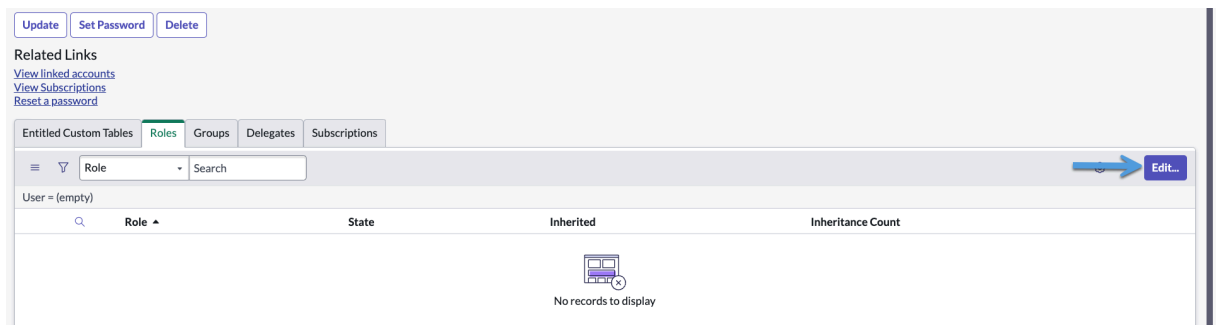 Update Set Password Delete
Related Links
View linked accounts
View Subscriptions
Reset a password
Entitled Custom Tables Roles Groups Delegates Subscriptions
Role Search Edit...
User = (empty)
Role State Inherited Inheritance Count
No records to display